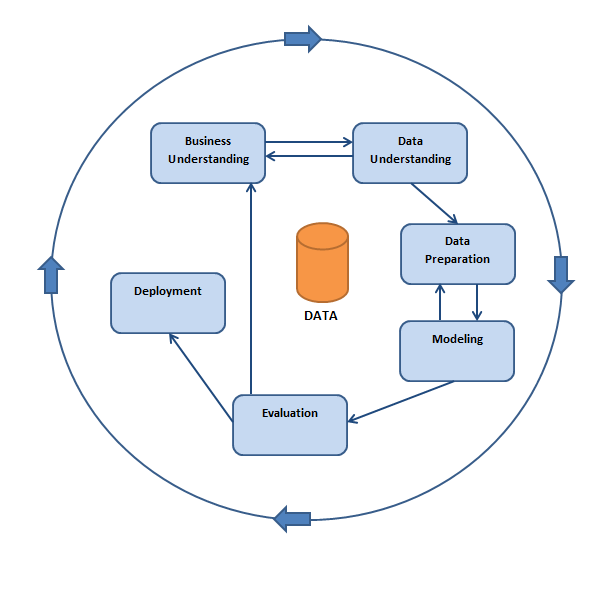 Business
Understanding
Data
Understanding
Data
Preparation
Deployment
DATA
Modeling
Evaluation